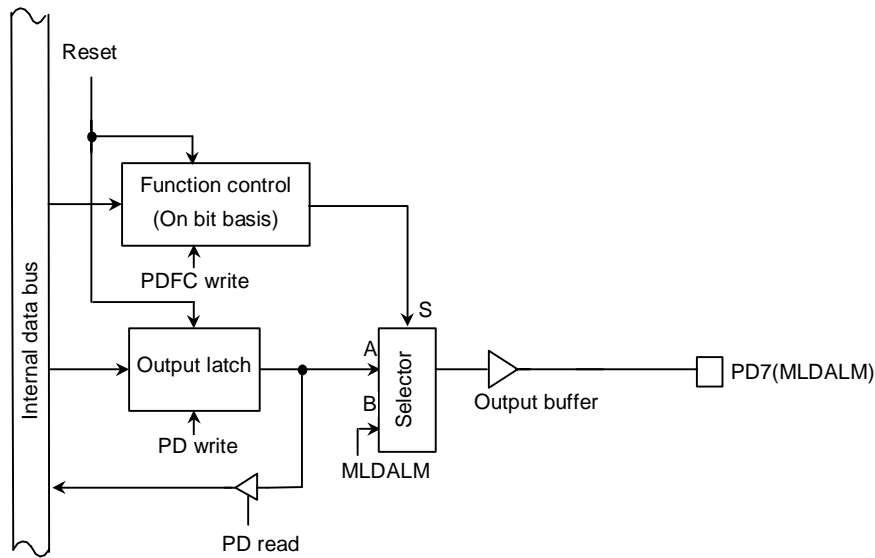 Reset
Function control
(On bit basis)
PDFC write
Internal data bus
S
Output latch
A
B
Selector
PD7(MLDALM)
Output buffer
PD write
MLDALM
PD read